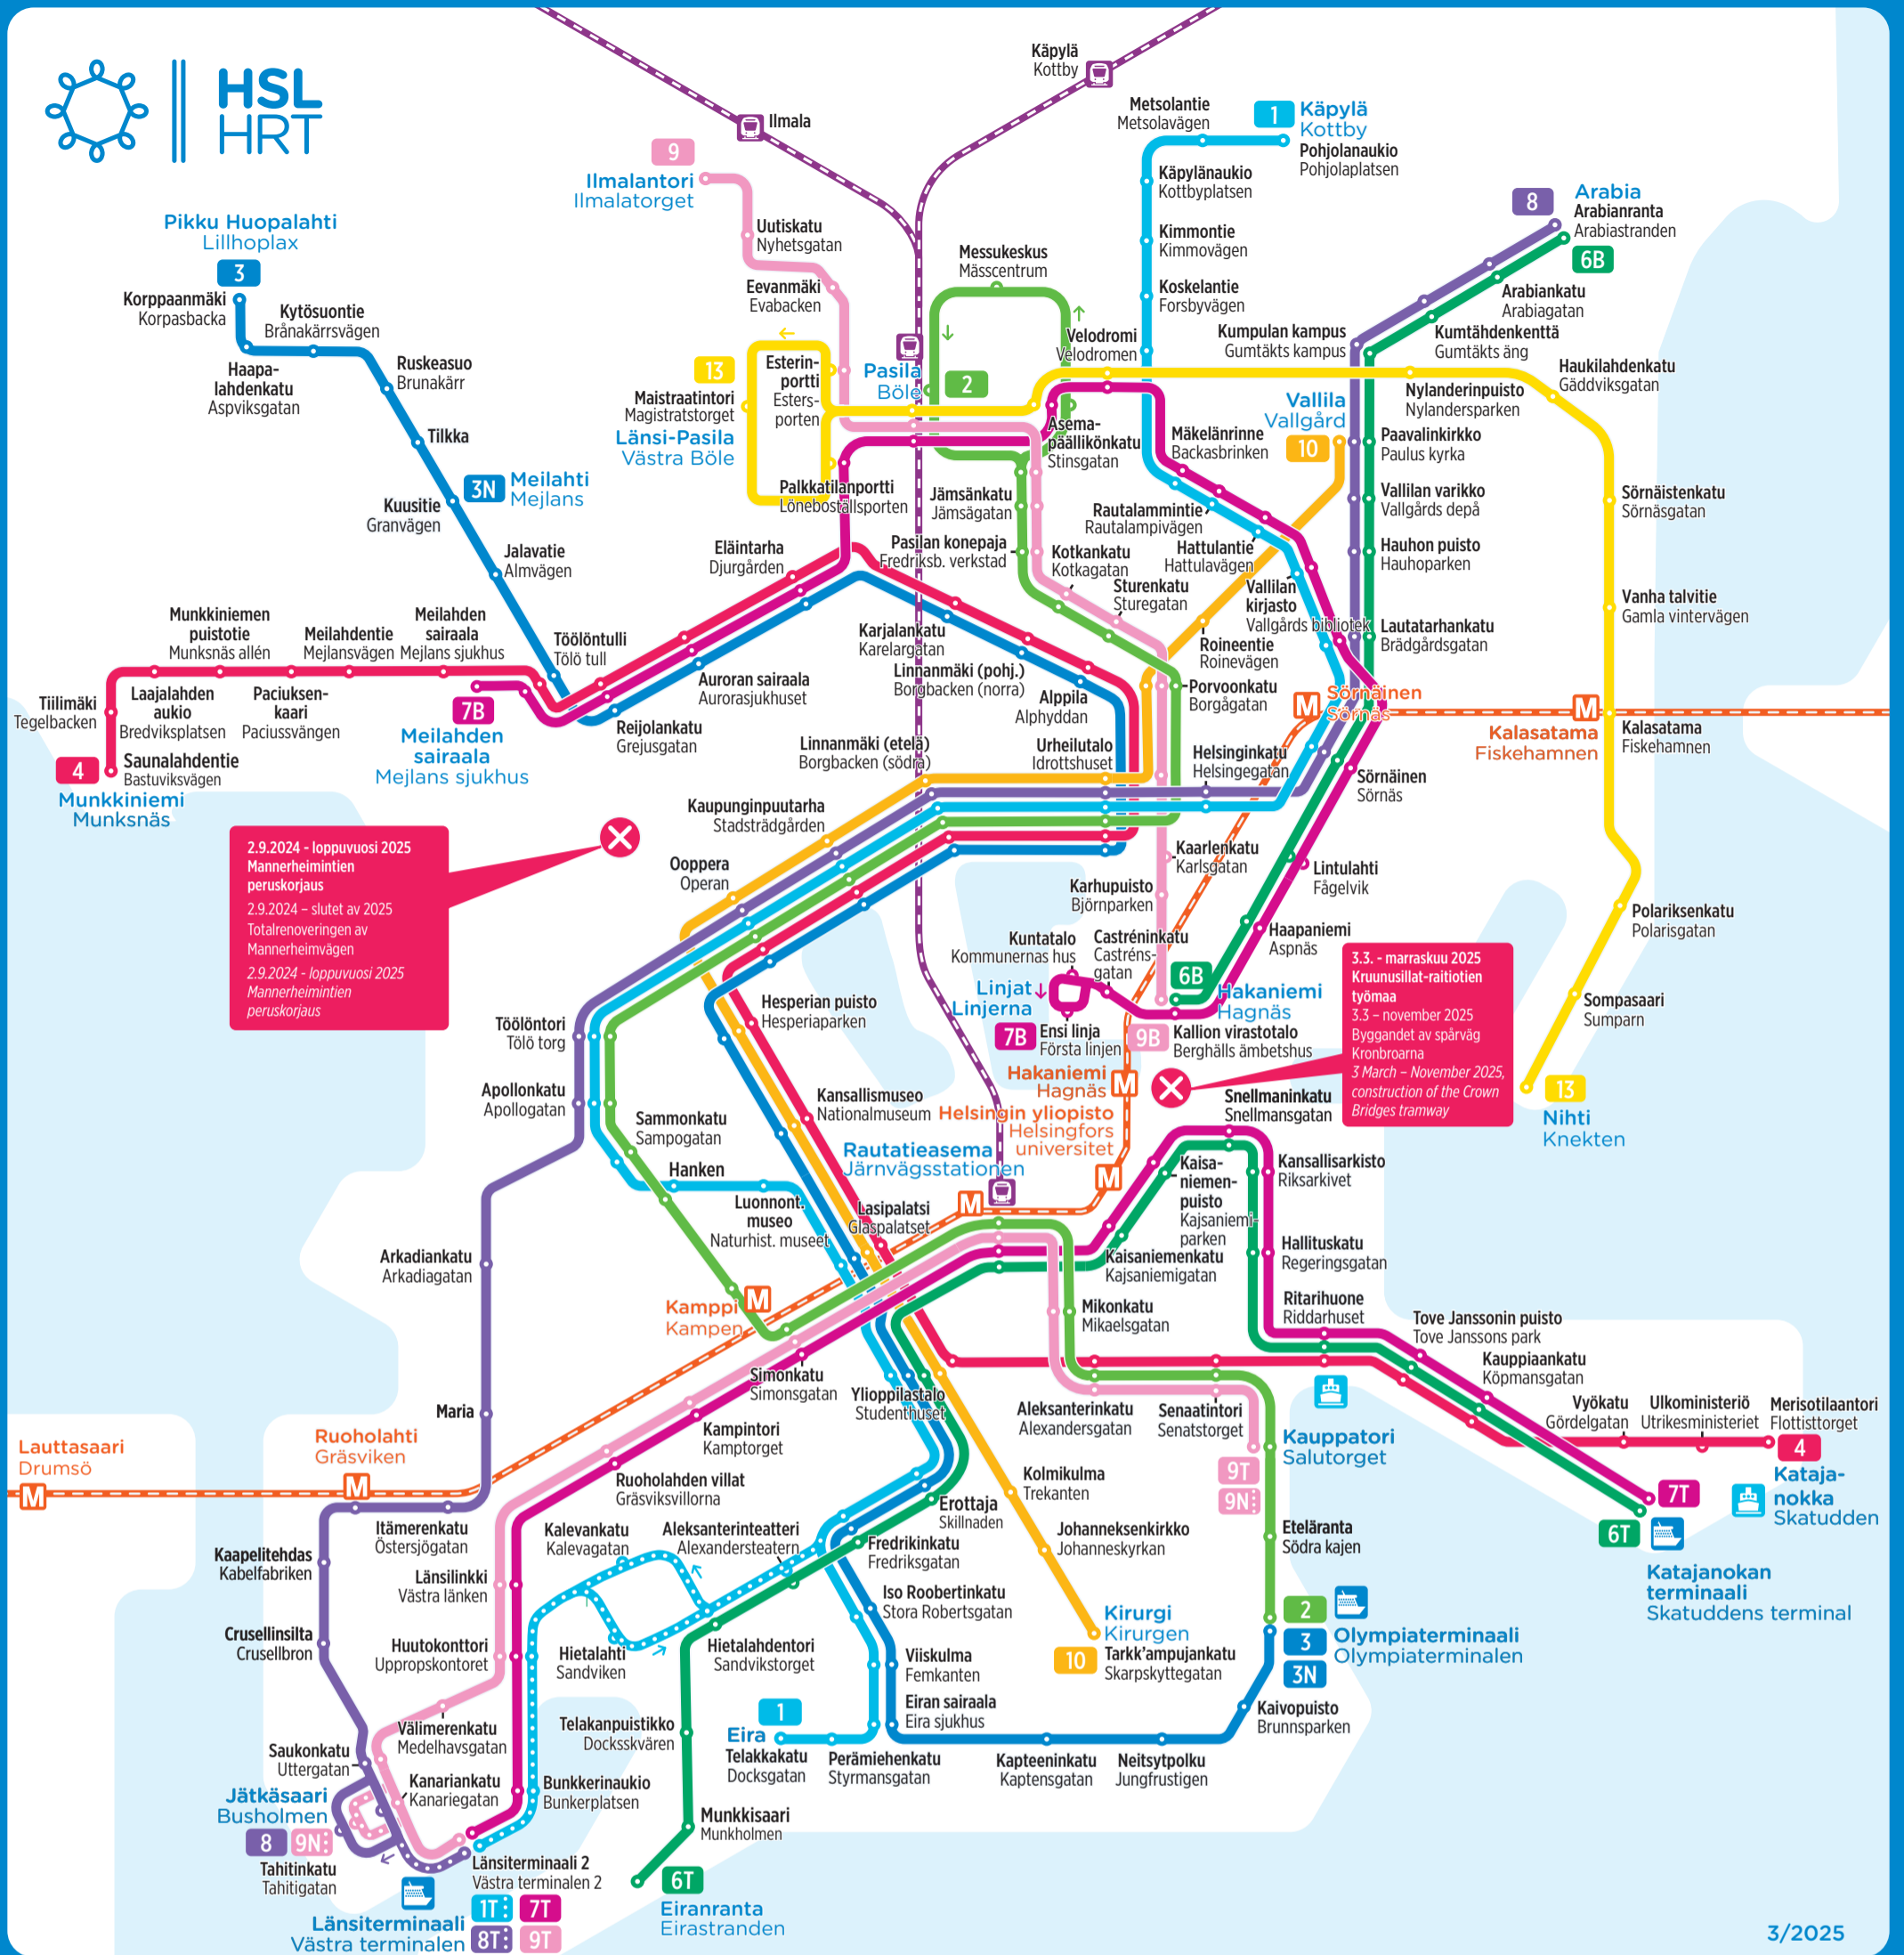 HSL
HRT
Käpylä
Kottby
Ilmala
Metsolantie
Metsolavägen
1
Käpylä
Kottby
Pohjolanaukio
Pohjolaplatsen
9
Ilmalantori
Ilmalatorget
Käpylänaukio
Kottbyplatsen
8
Arabia
Arabianranta
Arabiastranden
6B
Pikku Huopalahti
Lillhoplax
3
Uutiskatu
Nyhetsgatan
Kimmontie
Kimmovägen
Messukeskus
Mässcentrum
Korppaanmäki
Korpasbacka
Kytösuontie
Brånakärrsvägen
Eevanmäki
Evabacken
Koskelantie
Forsbyvägen
Arabiankatu
Arabiagatan
Kumpulan kampus
Gumtäkts kampus
Kumtähdenkenttä
Gumtäkts äng
Velodromi
Velodromen
Haapa-
lahdenkatu
Aspviksgatan
Ruskeasuo
Brunakärr
13
Maistraatintori
Magistratstorget
Länsi-Pasila
Västra Böle
Esterin-
portti
Esters-
porten
Pasila
Böle
2
Haukilahdenkatu
Gäddviksgatan
Nylanderinpuisto
Nylandersparken
Vallila
Vallgård
10
Tilkka
Asema-
päällikönkatu
Stinsgatan
Mäkelänrinne
Backasbrinken
Paavalinkirkko
Paulus kyrka
3N
Meilahti
Mejlans
Kuusitie
Granvägen
Palkkatilanportti
Löneboställsporten
Jämsänkatu
Jämsägatan
Rautalammintie
Rautalampivägen
Vallilan varikko
Vallgårds depå
Sörnäistenkatu
Sörnäsgatan
Jalavatie
Almvägen
Eläintarha
Djurgården
Pasilan konepaja
Fredriksb. verkstad
Kotkankatu
Kotkagatan
Hattulantie
Hattulavägen
Hauhon puisto
Hauhoparken
Sturenkatu
Sturegatan
Vallilan
kirjasto
Vallgårds bibliotek
Vanha talvitie
Gamla vintervägen
Munkkiniemen
puistotie
Munksnäs allén
Meilahdentie
Mejlansvägen
Meilahden
sairaala
Mejlans sjukhus
Töölöntulli
Tölö tull
Karjalankatu
Karelargatan
Roineentie
Roinevägen
Lautatarhankatu
Brädgårdsgatan
Tiilimäki
Tegelbacken
Laajalahden
aukio
Bredviksplatsen
Paciuksen-
kaari
Paciussvängen
7B
Meilahden
sairaala
Mejlans sjukhus
Auroran sairaala
Aurorasjukhuset
Linnanmäki (pohj.)
Borgbacken (norra)
Alppila
Alphyddan
Porvoonkatu
Borgågatan
M
Sörnäinen
Sörnäs
M
Kalasatama
Fiskehamnen
Kalasatama
Fiskehamnen
Reijolankatu
Grejusgatan
4
Saunalahdentie
Bastuviksvägen
Munkkiniemi
Munksnäs
Linnanmäki (etelä)
Borgbacken (södra)
Urheilutalo
Idrottshuset
Helsinginkatu
Helsingegatan
Sörnäinen
Sörnäs
Kaupunginpuutarha
Stadsträdgården
2.9.2024 - loppuvuosi 2025
Mannerheimintien
peruskorjaus
2.9.2024 – slutet av 2025
Totalrenoveringen av
Mannerheimvägen
2.9.2024 - loppuvuosi 2025
Mannerheimintien
peruskorjaus
Ooppera
Operan
Kaarlenkatu
Karlsgatan
Lintulahti
Fågelvik
Karhupuisto
Björnparken
Polariksenkatu
Polarisgatan
Kuntatalo
Kommunernas hus
Castréninkatu
Castréns-
gatan
Haapaniemi
Aspnäs
Linjat
Linjerna
7B
Ensi linja
Första linjen
6B
Hakaniemi
Hagnäs
9B
Kallion virastotalo
Berghälls ämbetshus
3.3. - marraskuu 2025
Kruunusillat-raitiotien
työmaa
3.3 – november 2025
Byggandet av spårväg
Kronbroarna
3 March – November 2025,
construction of the Crown
Bridges tramway
Sompasaari
Sumparn
Hesperian puisto
Hesperiaparken
Töölöntori
Tölö torg
Hakaniemi
Hagnäs
M
13
Nihti
Knekten
Apollonkatu
Apollogatan
Kansallismuseo
Nationalmuseum
Helsingin yliopisto
Helsingfors
universitet
M
Snellmaninkatu
Snellmansgatan
Sammonkatu
Sampogatan
Rautatieasema
Järnvägsstationen
M
Hanken
Kaisa-
niemen-
puisto
Kajsaniemi-
parken
Kansallisarkisto
Riksarkivet
Luonnont.
museo
Naturhist. museet
Lasipalatsi
Glaspalatset
Arkadiankatu
Arkadiagatan
Kaisaniemenkatu
Kajsaniemigatan
Hallituskatu
Regeringsgatan
Kamppi
Kampen
M
Mikonkatu
Mikaelsgatan
Ritarihuone
Riddarhuset
Tove Janssonin puisto
Tove Janssons park
Kauppiaankatu
Köpmansgatan
Simonkatu
Simonsgatan
Ylioppilastalo
Studenthuset
Maria
Aleksanterinkatu
Alexandersgatan
Senaatintori
Senatstorget
Vyökatu
Gördelgatan
Ulkoministeriö
Utrikesministeriet
Merisotilaantori
Flottisttorget
4
Kataja-
nokka
Skatudden
Kampintori
Kamptorget
Kauppatori
Salutorget
9T
9N
Lauttasaari
Drumsö
M
Ruoholahti
Gräsviken
M
Ruoholahden villat
Gräsviksvillorna
Kolmikulma
Trekanten
7T
6T
Katajanokan
terminaali
Skatuddens terminal
Erottaja
Skillnaden
Itämerenkatu
Östersjögatan
Kalevankatu
Kalevagatan
Aleksanterinteatteri
Alexandersteatern
Fredrikinkatu
Fredriksgatan
Johanneksenkirkko
Johanneskyrkan
Eteläranta
Södra kajen
Kaapelitehdas
Kabelfabriken
Länsilinkki
Västra länken
Iso Roobertinkatu
Stora Robertsgatan
Kirurgi
Kirurgen
10
Tarkk'ampujankatu
Skarpskyttegatan
2
3
3N
Olympiaterminaali
Olympiaterminalen
Crusellinsilta
Crusellbron
Huutokonttori
Uppropskontoret
Hietalahti
Sandviken
Hietalahdentori
Sandvikstorget
Viiskulma
Femkanten
Eiran sairaala
Eira sjukhus
Kaivopuisto
Brunnsparken
Välimerenkatu
Medelhavsgatan
Telakanpuistikko
Docksskvären
1
Eira
Telakkakatu
Docksgatan
Perämiehenkatu
Styrmansgatan
Kapteeninkatu
Kaptensgatan
Neitsytpolku
Jungfrustigen
Saukonkatu
Uttergatan
Kanariankatu
Kanariegatan
Bunkkerinaukio
Bunkerplatsen
Jätkäsaari
Busholmen
8
9N
Tahitinkatu
Tahitigatan
Munkkisaari
Munkholmen
Länsiterminaali 2
Västra terminalen 2
6T
Eiranranta
Eirastranden
Länsiterminaali
Västra terminalen
1T
7T
8T
9T
3/2025